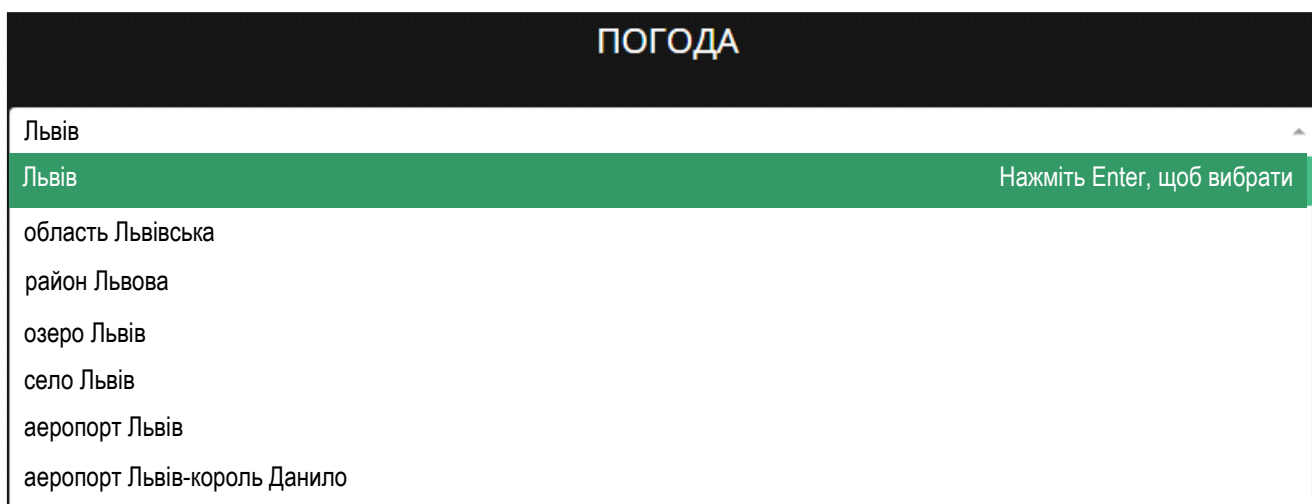 ПОГОДА
Львів
Львів Нажміть Enter, щоб вибрати
область Львівська
район Львова
озеро Львів
село Львів
аеропорт Львів
аеропорт Львів-король Данило